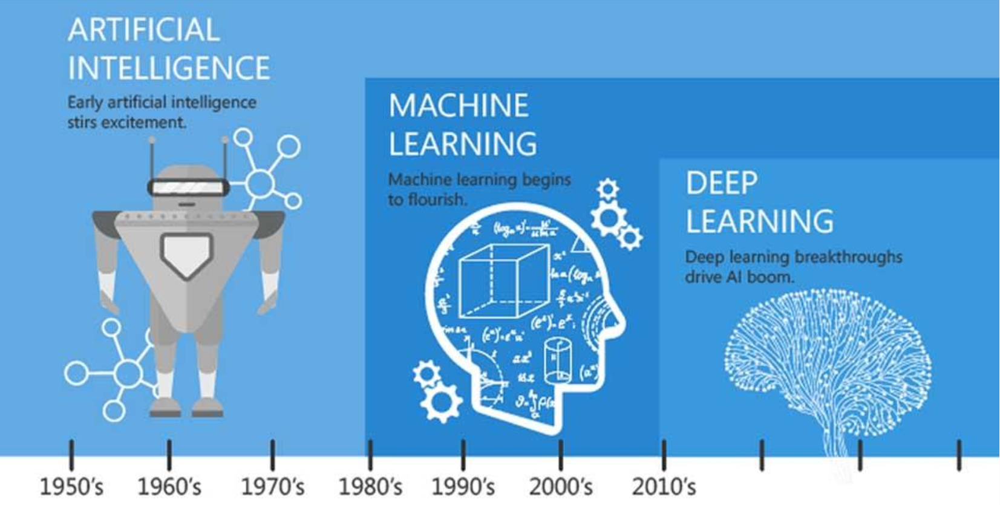 ARTIFICIAL
INTELLIGENCE
Early artificial intelligence
stirs excitement.
MACHINE
LEARNING
Machine learning begins
to flourish.
DEEP
LEARNING
Deep learning breakthroughs
drive AI boom.
1950's 1960's 1970's 1980's 1990's 2000's 2010's